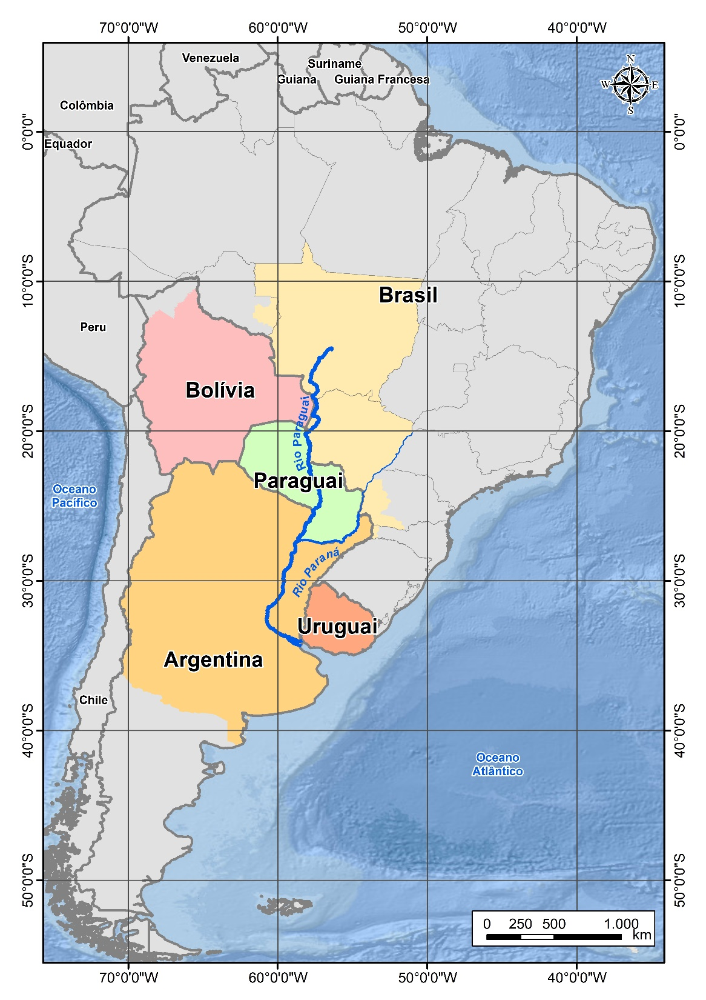 70°0'0"W 60°0'0"W 50°0'0"W 40°0'0"W
Venezuela
Suriname
Guiana
Guiana Francesa
N
W
E
S
Colômbia
0°0'0"
0°0'0"
Equador
10°0'0"S
10°0'0"S
Brasil
Peru
Bolívia
Rio Paraguai
20°0'0"S
20°0'0"S
Paraguai
Oceano
Pacífico
Rio Paraná
30°0'0"S
30°0'0"S
Uruguai
Argentina
Chile
40°0'0"S
40°0'0"S
Oceano
Atlântico
50°0'0"S
50°0'0"S
0 250 500 1.000
km
70°0'0"W 60°0'0"W 50°0'0"W 40°0'0"W